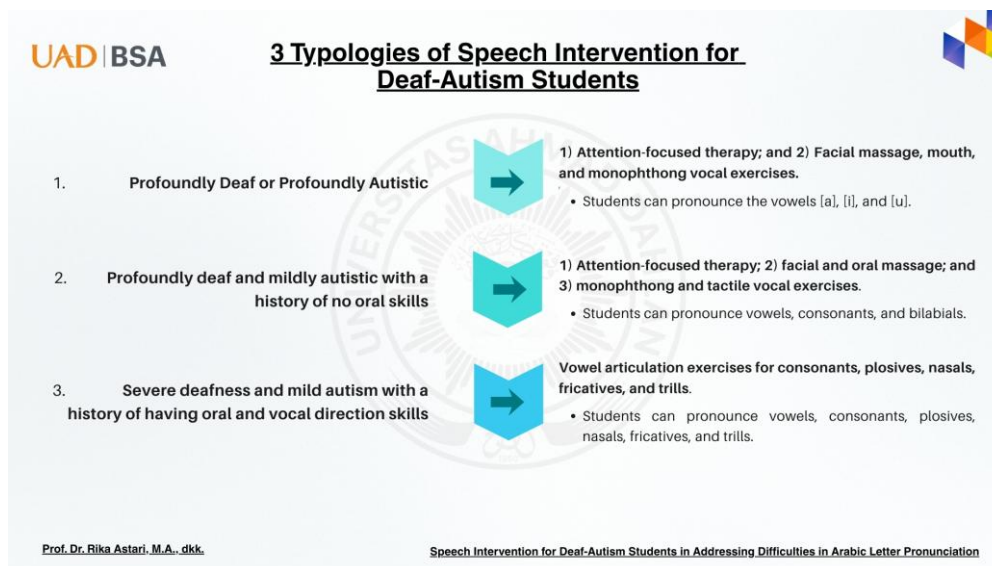 UAD | BSA
3 Typologies of Speech Intervention for
Deaf-Autism Students
1. Profoundly Deaf or Profoundly Autistic
1) Attention-focused therapy; and 2) Facial massage, mouth,
and monophthong vocal exercises.
• Students can pronounce the vowels [a], [i], and [u].
2. Profoundly deaf and mildly autistic with a
history of no oral skills
1) Attention-focused therapy; 2) facial and oral massage; and
3) monophthong and tactile vocal exercises.
• Students can pronounce vowels, consonants, and bilabials.
3. Severe deafness and mild autism with a
history of having oral and vocal direction skills
Vowel articulation exercises for consonants, plosives, nasals,
fricatives, and trills.
• Students can pronounce vowels, consonants, plosives,
nasals, fricatives, and trills.
UNIVERSITAS AHMAD DAHLAN
Prof. Dr. Rika Astari, M.A., dkk.
Speech Intervention for Deaf-Autism Students in Addressing Difficulties in Arabic Letter Pronunciation